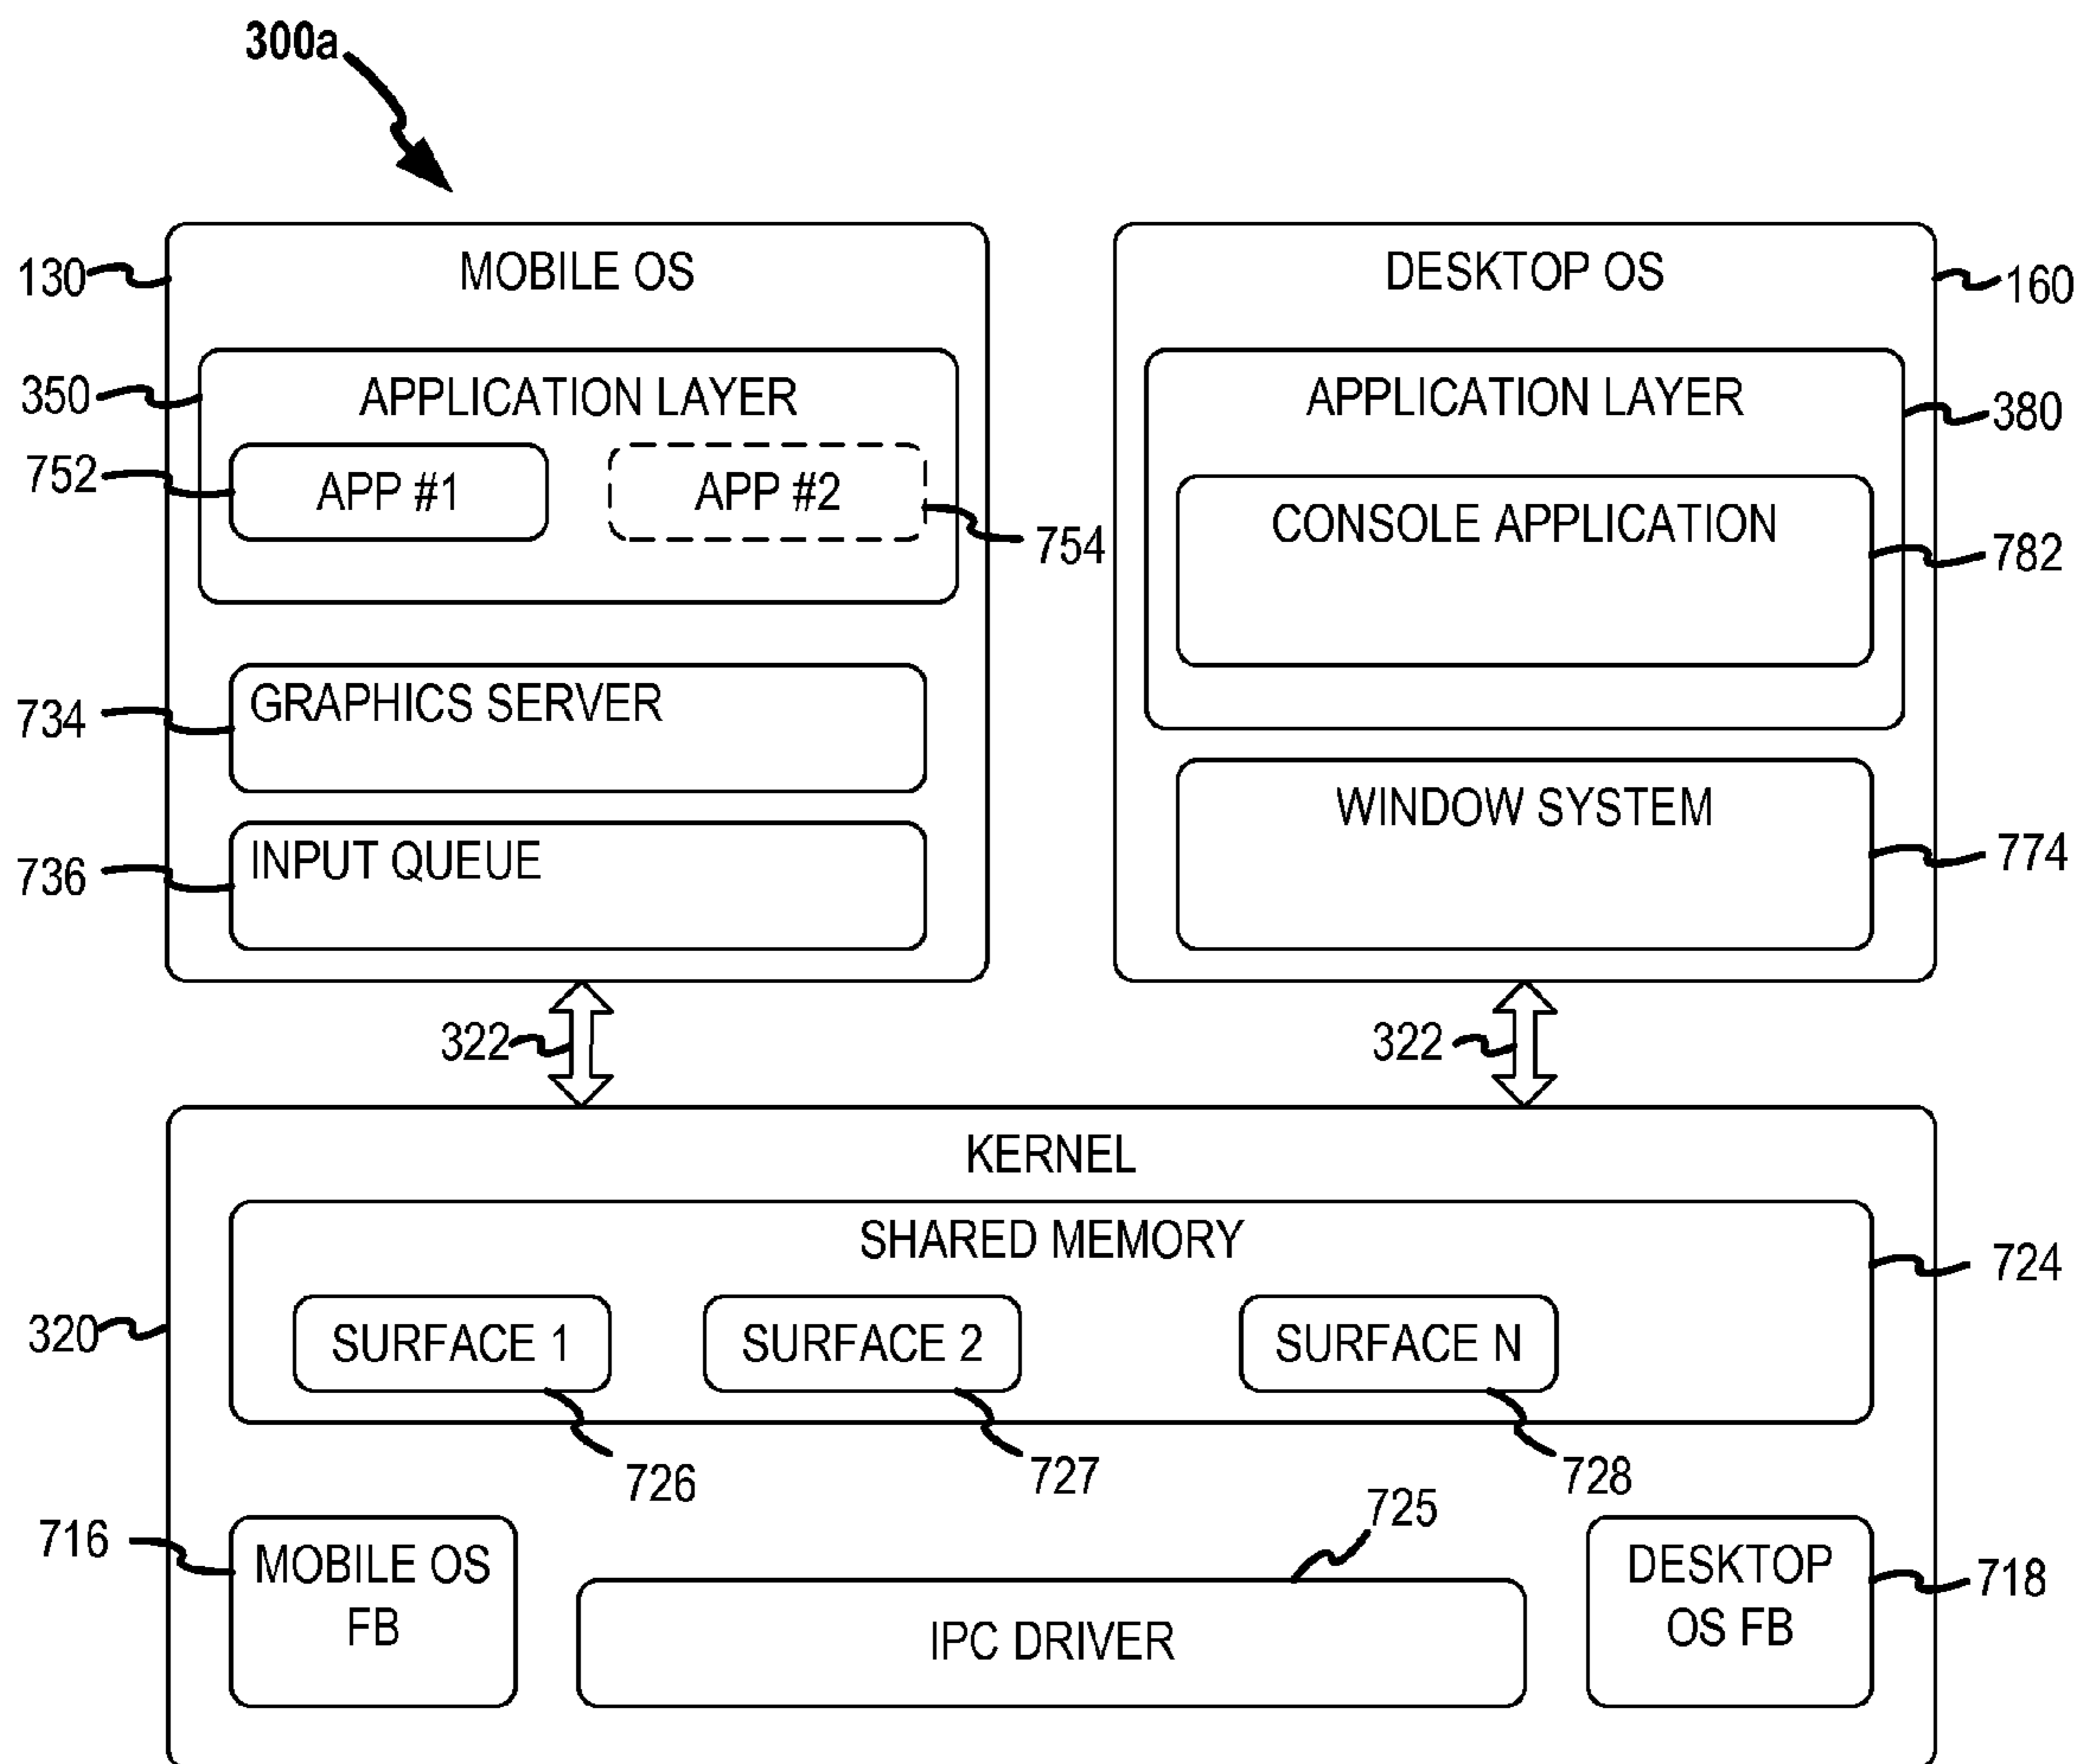 300a
MOBILE OS
130
APPLICATION LAYER
350
APP #1
752
APP #2
754
GRAPHICS SERVER
734
INPUT QUEUE
736
DESKTOP OS
160
APPLICATION LAYER
380
CONSOLE APPLICATION
782
WINDOW SYSTEM
774
322
322
KERNEL
SHARED MEMORY
724
320
SURFACE 1
SURFACE 2
SURFACE N
726
727
728
725
716
MOBILE OS
FB
IPC DRIVER
DESKTOP
OS FB
718